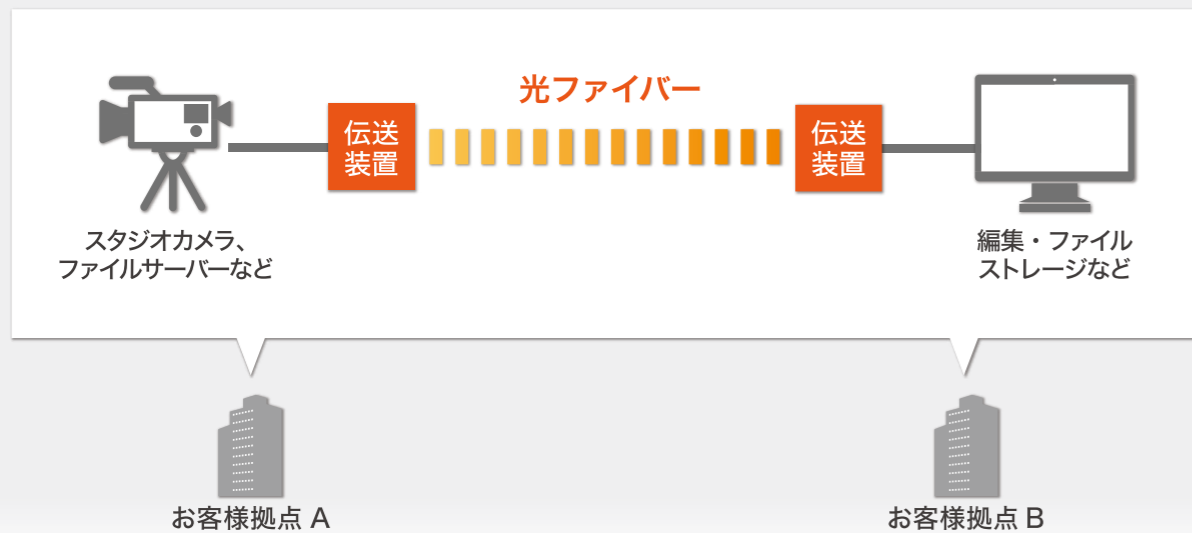 光ファイバー
伝送
装置
伝送
装置
スタジオカメラ、
ファイルサーバーなど
編集・ファイル
ストレージなど
お客様拠点 A
お客様拠点 B